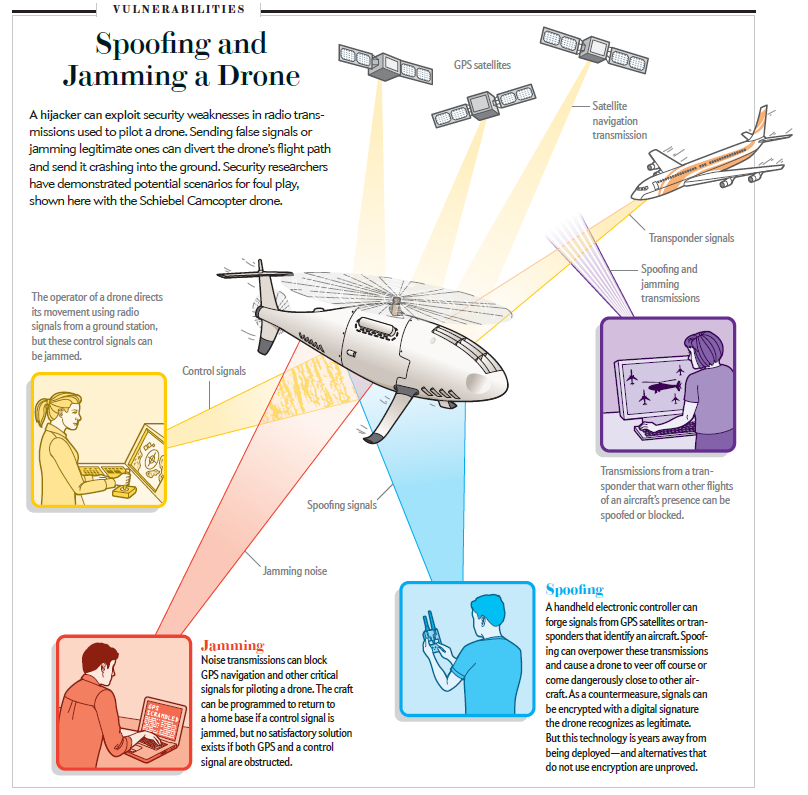 VULNERABILITIES
Spoofing and
Jamming a Drone
A hijacker can exploit security weaknesses in radio trans-
missions used to pilot a drone. Sending false signals or
jamming legitimate ones can divert the drone's flight path
and send it crashing into the ground. Security researchers
have demonstrated potential scenarios for foul play,
shown here with the Schiebel Camcopter drone.
GPS satellites
Satellite
navigation
transmission
Transponder signals
Spoofing and
jamming
transmissions
The operator of a drone directs
its movement using radio
signals from a ground station,
but these control signals can
be jammed.
Control signals
Transmissions from a tran-
sponder that warn other flights
of an aircraft's presence can be
spoofed or blocked.
Spoofing signals
Jamming noise
GPS
SCRAMBLED
Jamming
Noise transmissions can block
GPS navigation and other critical
signals for piloting a drone. The craft
can be programmed to return to
a home base if a control signal is
jammed, but no satisfactory solution
exists if both GPS and a control
signal are obstructed.
Spoofing
A handheld electronic controller can
forge signals from GPS satellites or tran-
sponders that identify an aircraft. Spoof-
ing can overpower these transmissions
and cause a drone to veer off course or
come dangerously close to other air-
craft. As a countermeasure, signals can
be encrypted with a digital signature
the drone recognizes as legitimate.
But this technology is years away from
being deployed—and alternatives that
do not use encryption are unproved.